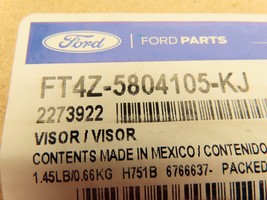 Ford FORD PARTS
FT4Z-5804105-KJ
2273922
VISOR / VISOR
CONTENTS MADE IN MEXICO / CONTENIDO
1.45LB/0.66KG H751B 6766637- PACKED